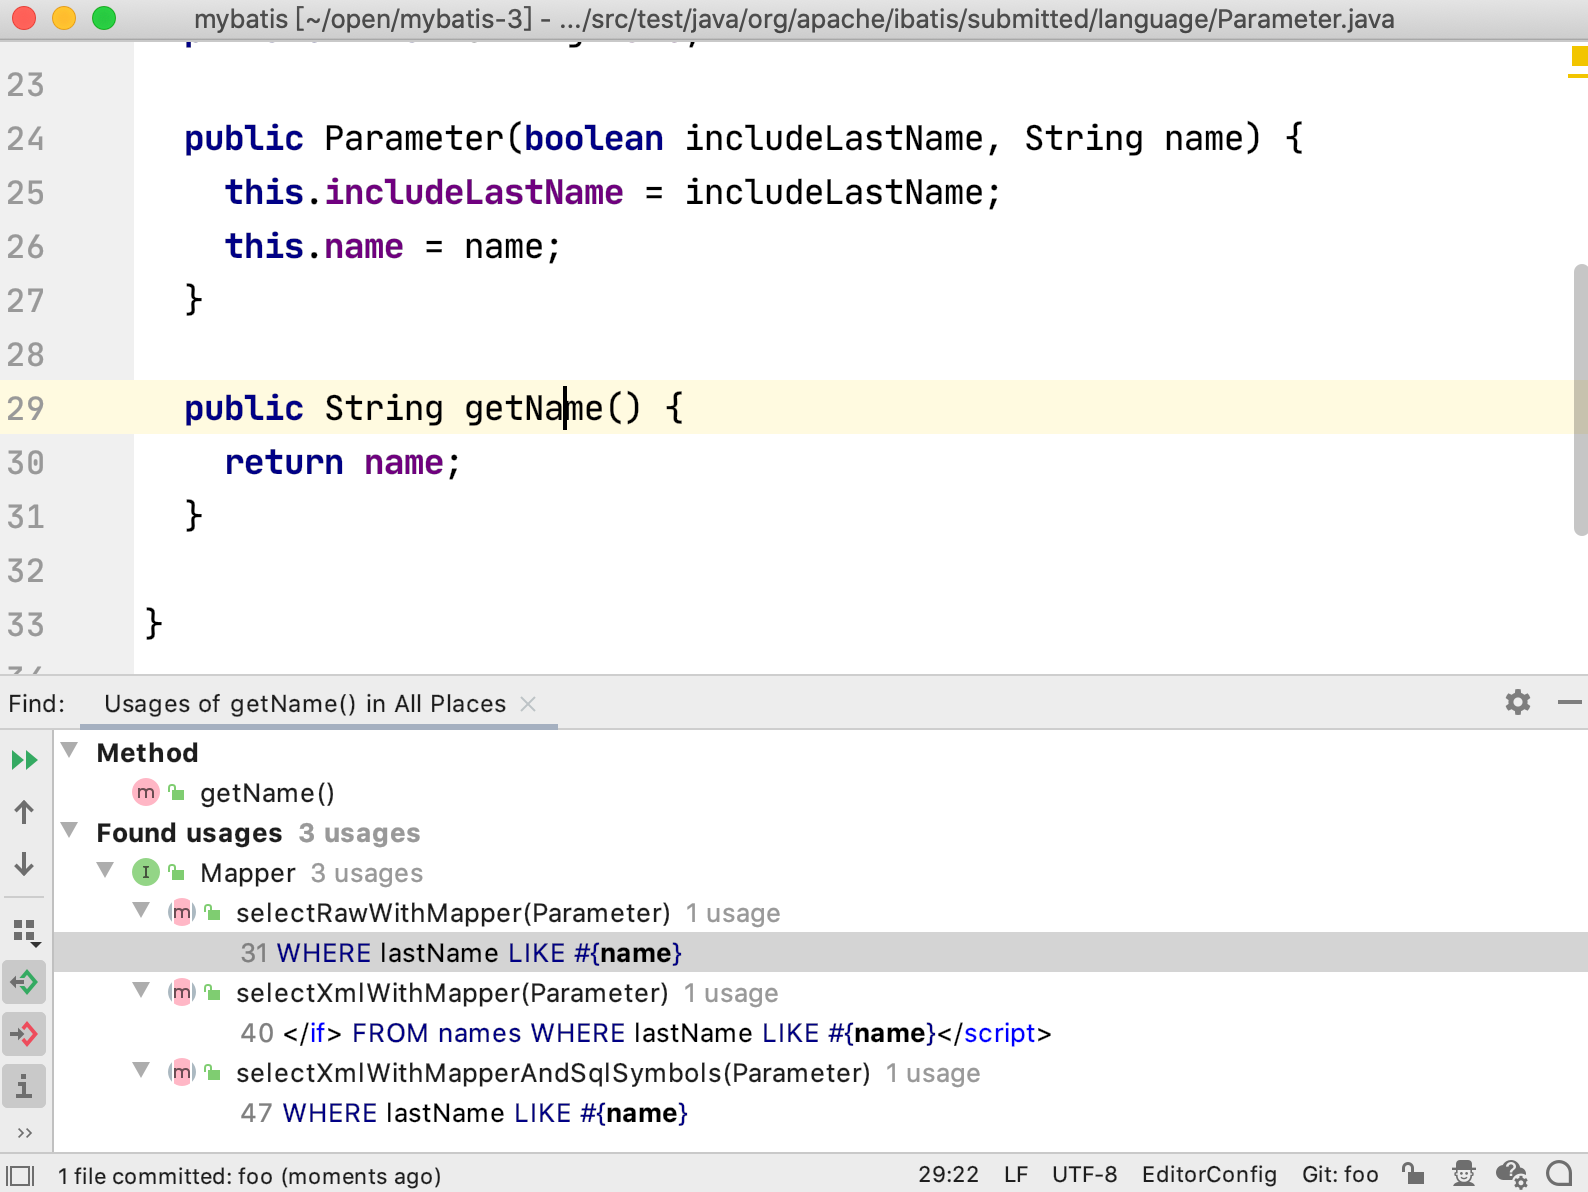 mybatis [~/open/mybatis-3] - .../src/test/java/org/apache/ibatis/submitted/language/Parameter.java
23
24 public Parameter(boolean includeLastName, String name) {
25 this.includeLastName = includeLastName;
26 this.name = name;
27 }
28
29 public String getName() {
30 return name;
31 }
32
33 }
Find: Usages of getName() in All Places
Method
m getName()
Found usages 3 usages
I Mapper 3 usages
(m) selectRawWithMapper(Parameter) 1 usage
31 WHERE lastName LIKE #{name}
(m) selectXmlWithMapper(Parameter) 1 usage
40 </if> FROM names WHERE lastName LIKE #{name}</script>
(m) selectXmlWithMapperAndSqlSymbols(Parameter) 1 usage
47 WHERE lastName LIKE #{name}
1 file committed: foo (moments ago) 29:22 LF UTF-8 EditorConfig Git: foo